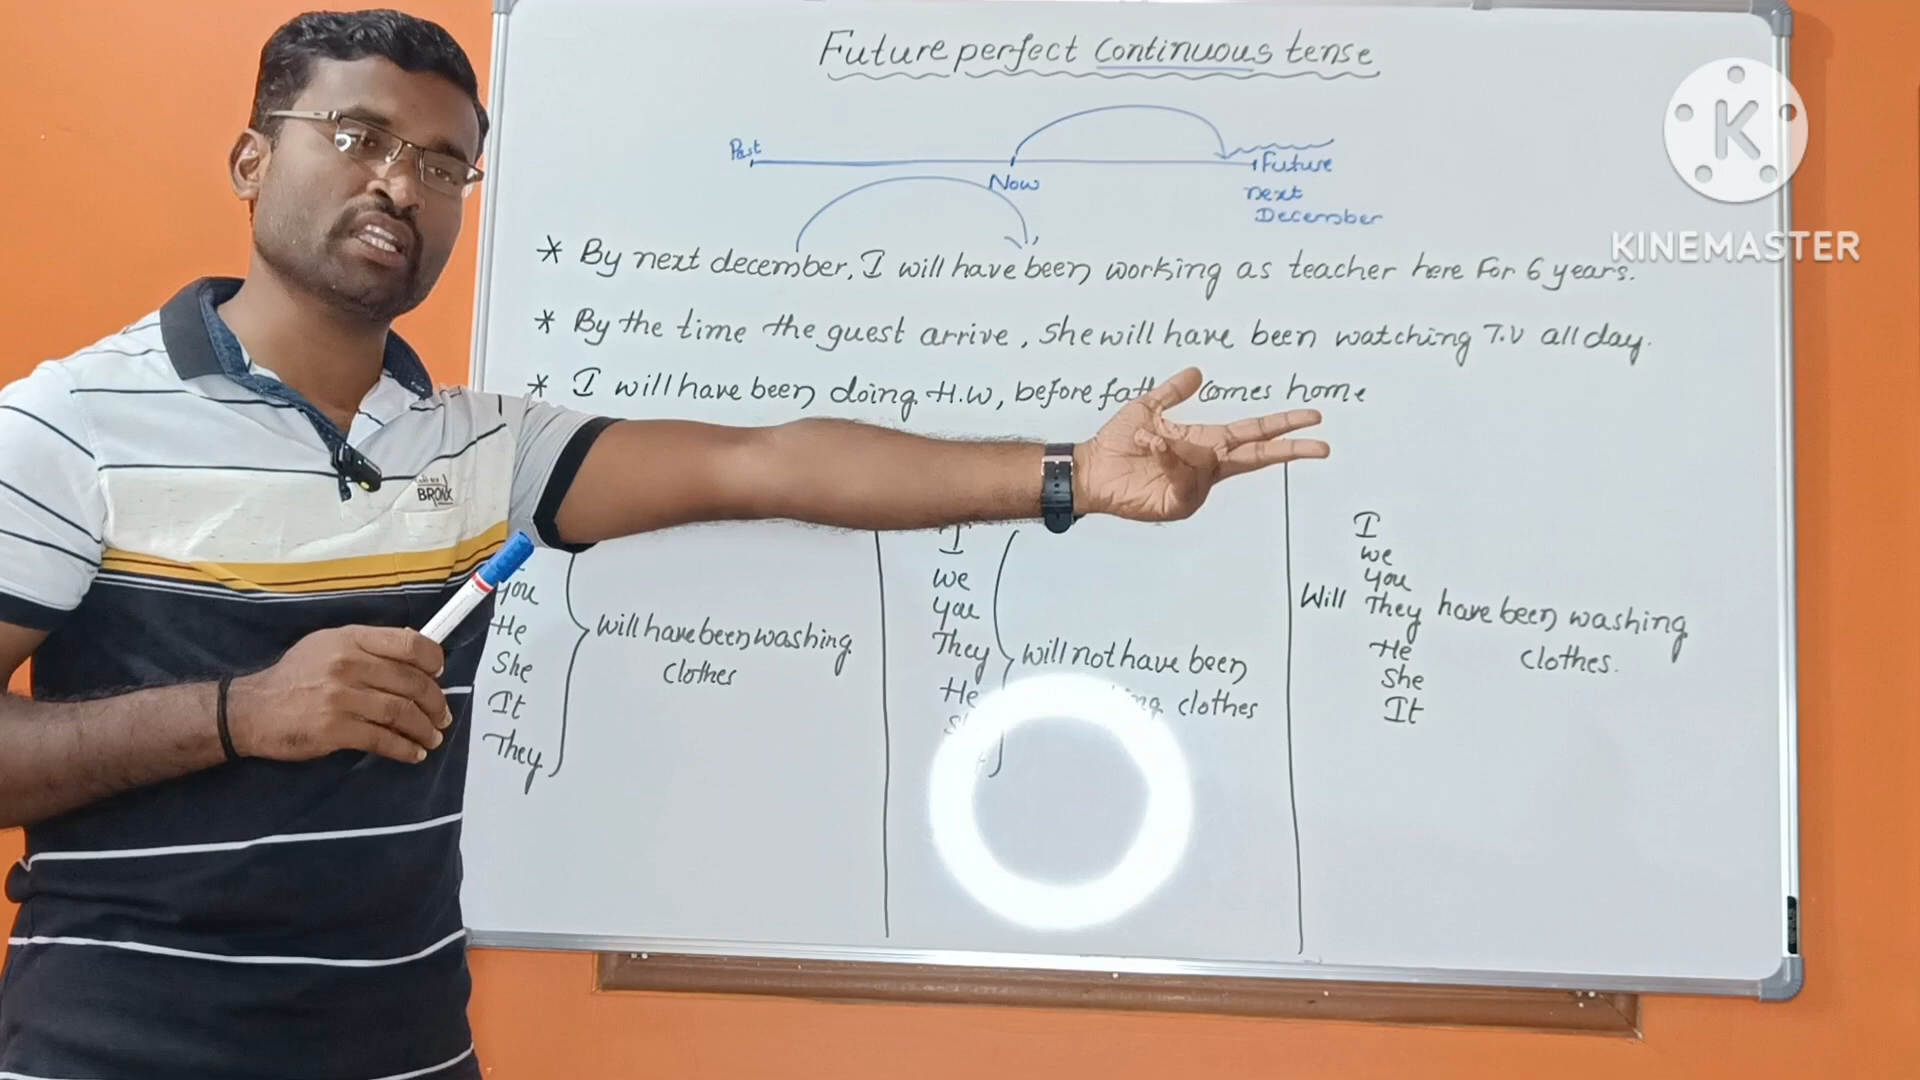 Future perfect continuous tense
Past
Now
Future
next
December
* By next december, I will have been working as teacher here For 6 years.
* By the time the guest arrive, she will have been watching T.V all day.
* I will have been doing H.W, before comes home
You
He
She
It
They
will have been washing
clothes
I
we
you
They
He
will not have been
clothes
Will
I
we
you
They
He
She
It
have been washing
clothes.
BRONX
K
KINEMASTER